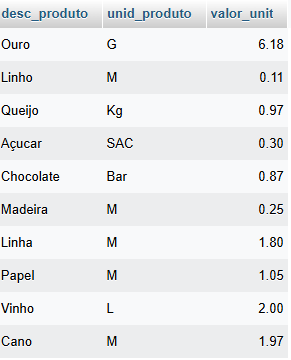 desc_produto unid_produto valor_unit
Ouro G 6.18
Linho M 0.11
Queijo Kg 0.97
Açucar SAC 0.30
Chocolate Bar 0.87
Madeira M 0.25
Linha M 1.80
Papel M 1.05
Vinho L 2.00
Cano M 1.97